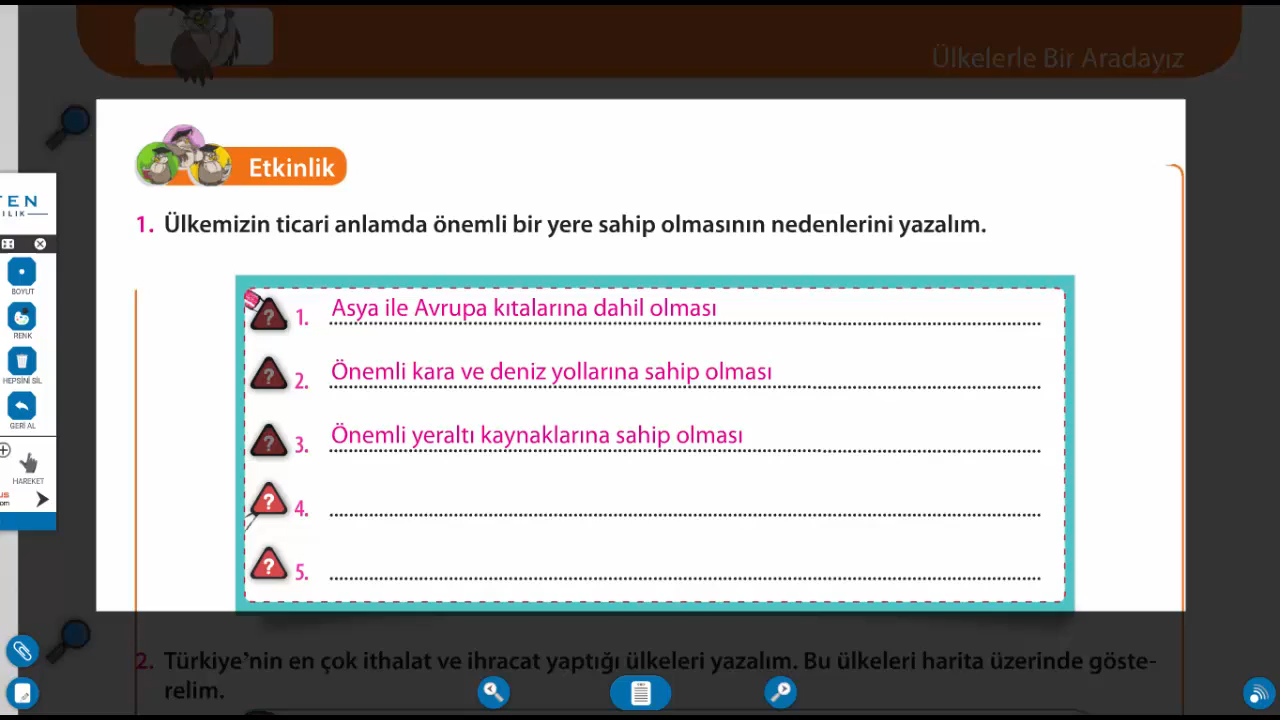 Ülkelerle Bir Aradayız
Etkinlik
1. Ülkemizin ticari anlamda önemli bir yere sahip olmasının nedenlerini yazalım.
? 1. Asya ile Avrupa kıtalarına dahil olması
? 2. Önemli kara ve deniz yollarına sahip olması
? 3. Önemli yeraltı kaynaklarına sahip olması
? 4.
? 5.
2. Türkiye'nin en çok ithalat ve ihracat yaptığı ülkeleri yazalım. Bu ülkeleri harita üzerinde göste-
relim.
TEN
BOYUT
RENK
HEPSİNİ SİL
GERİ AL
HAREKET